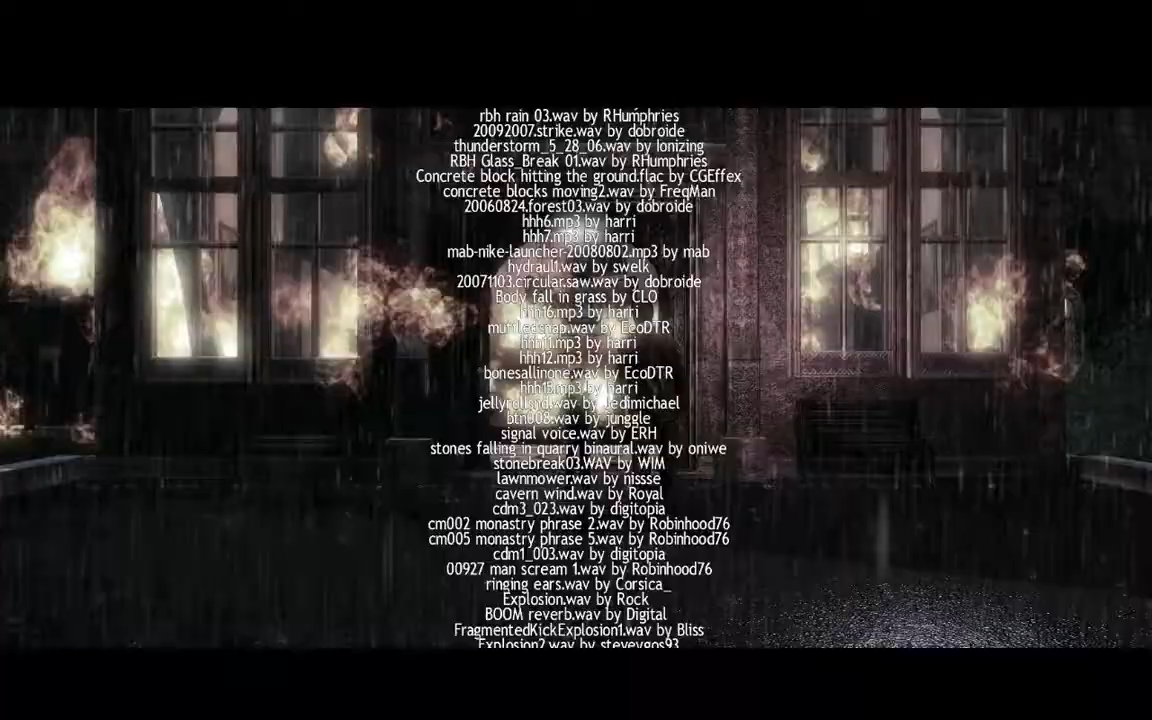 rbh rain 03.wav by RHumphries
20092007.strike.wav by dobroide
thunderstorm_5_28_06.wav by Ionizing
RBH Glass_Break 01.wav by RHumphries
Concrete block hitting the ground.flac by CGEffex
concrete blocks moving2.wav by FreqMan
20060824.forest03.wav by dobroide
hhh6.mp3 by harri
hhh7.mp3 by harri
mab-nike-launcher-20080802.mp3 by mab
hydraul1.wav by swelk
20071103.circular.saw.wav by dobroide
Body fall in grass by CLO
hhh16.mp3 by harri
by EcoDTR
hhh11.mp3 by harri
hhh12.mp3 by harri
bonesallinone.wav by EcoDTR
by harri
by Jedimichael
btn008.wav by junggle
signal voice.wav by ERH
stones falling in quarry binaural.wav by oniwe
stonebreak03.WAV by WIM
lawnmower.wav by nissse
cavern wind.wav by Royal
cdm3_023.wav by digitopia
cm002 monastry phrase 2.wav by Robinhood76
cm005 monastry phrase 5.wav by Robinhood76
cdm1_003.wav by digitopia
00927 man scream 1.wav by Robinhood76
ringing ears.wav by Corsica_
Explosion.wav by Rock
BOOM reverb.wav by Digital
FragmentedKickExplosion1.wav by Bliss
Explosion2.wav by stevevgos93